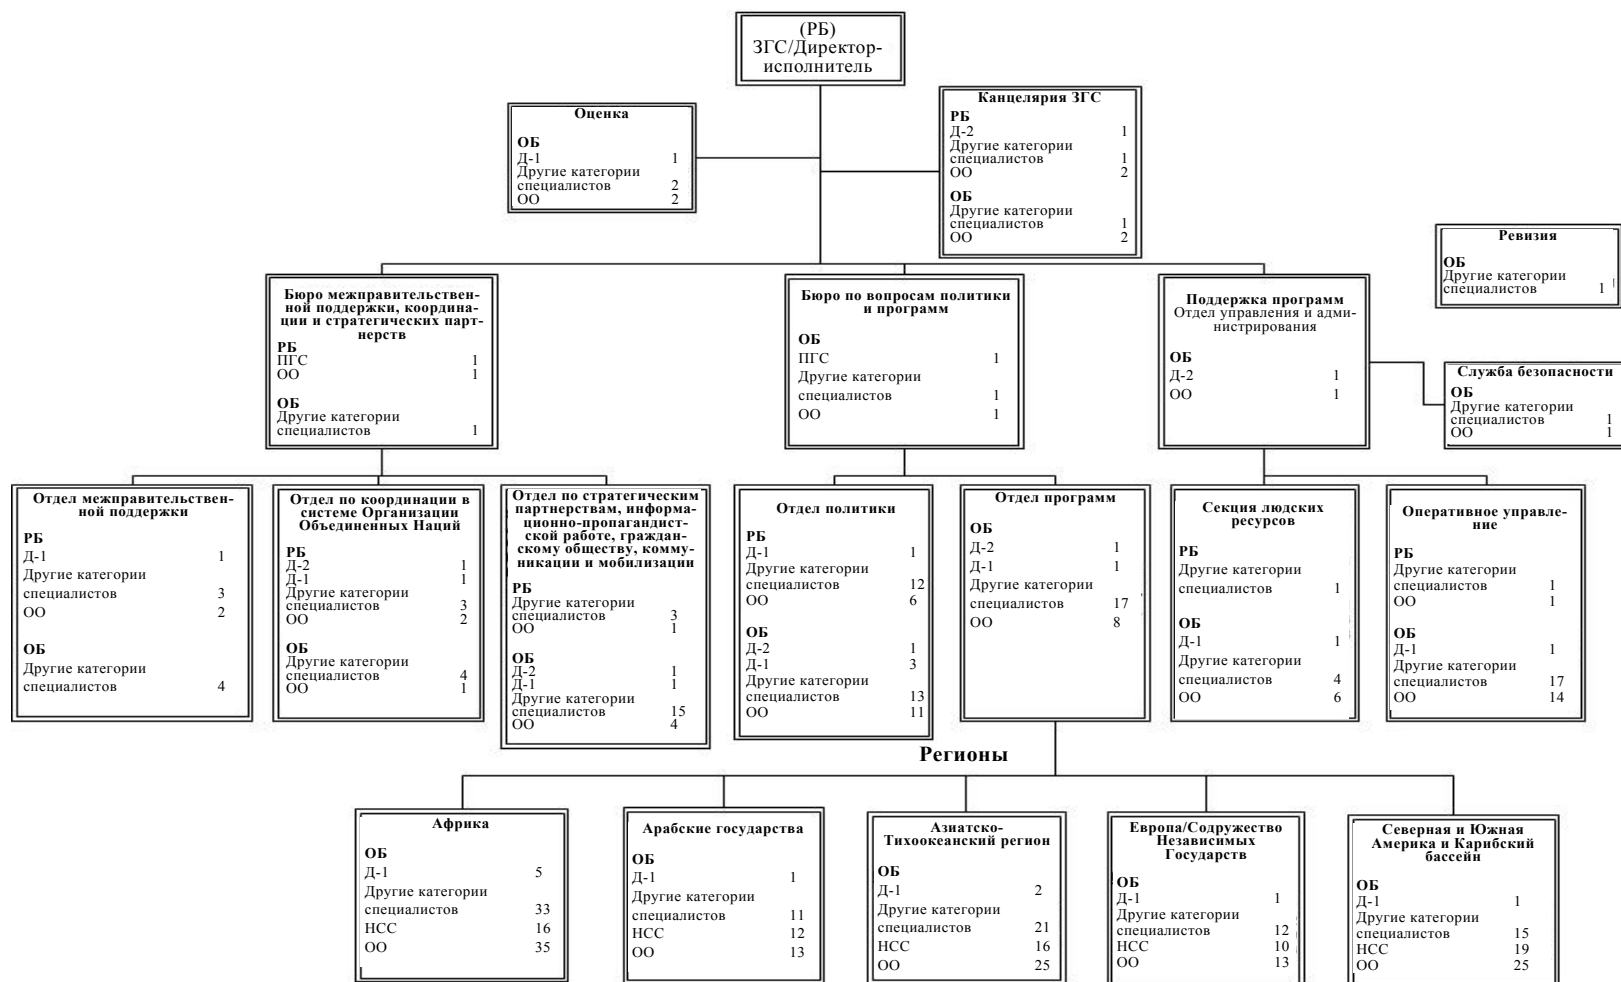 (РБ)
ЗГС/Директор-
исполнитель
Оценка
ОБ
Д-1 1
Другие категории
специалистов 2
ОО 2
Канцелярия ЗГС
РБ
Д-2 1
Другие категории
специалистов 1
ОО 2
ОБ
Другие категории
специалистов 1
ОО 2
Ревизия
ОБ
Другие категории
специалистов 1
Бюро межправительствен-
ной поддержки, координа-
ции и стратегических парт-
нерств
РБ
ПГС 1
ОО 1
ОБ
Другие категории
специалистов 1
Бюро по вопросам политики
и программ
ОБ
ПГС 1
Другие категории
специалистов 1
ОО 1
Поддержка программ
Отдел управления и адми-
нистрирования
ОБ
Д-2 1
ОО 1
Служба безопасности
ОБ
Другие категории
специалистов 1
ОО 1
Отдел межправительствен-
ной поддержки
РБ
Д-1 1
Другие категории
специалистов 3
ОО 2
ОБ
Другие категории
специалистов 4
Отдел по координации в
системе Организации
Объединенных Наций
РБ
Д-2 1
Д-1 1
Другие категории
специалистов 3
ОО 2
ОБ
Другие категории
специалистов 4
ОО 1
Отдел по стратегическим
партнерствам, информа-
ционно-пропагандист-
ской работе, граждан-
скому обществу, комму-
никации и мобилизации
РБ
Другие категории
специалистов 3
ОО 1
ОБ
Д-2 1
Д-1 1
Другие категории
специалистов 15
ОО 4
Отдел политики
РБ
Д-1 1
Другие категории
специалистов 12
ОО 6
ОБ
Д-2 1
Д-1 3
Другие категории
специалистов 13
ОО 11
Отдел программ
ОБ
Д-2 1
Д-1 1
Другие категории
специалистов 17
ОО 8
Секция людских
ресурсов
РБ
Другие категории
специалистов 1
ОБ
Д-1 1
Другие категории
специалистов 4
ОО 6
Оперативное управле-
ние
РБ
Другие категории
специалистов 1
ОО 1
ОБ
Д-1 1
Другие категории
специалистов 17
ОО 14
Регионы
Африка
ОБ
Д-1 5
Другие категории
специалистов 33
НСС 16
ОО 35
Арабские государства
ОБ
Д-1 1
Другие категории
специалистов 11
НСС 12
ОО 13
Азиатско-
Тихоокеанский регион
ОБ
Д-1 2
Другие категории
специалистов 21
НСС 16
ОО 25
Европа/Содружество
Независимых
Государств
ОБ
Д-1 1
Другие категории
специалистов 12
НСС 10
ОО 13
Северная и Южная
Америка и Карибский
бассейн
ОБ
Д-1 1
Другие категории
специалистов 15
НСС 19
ОО 25